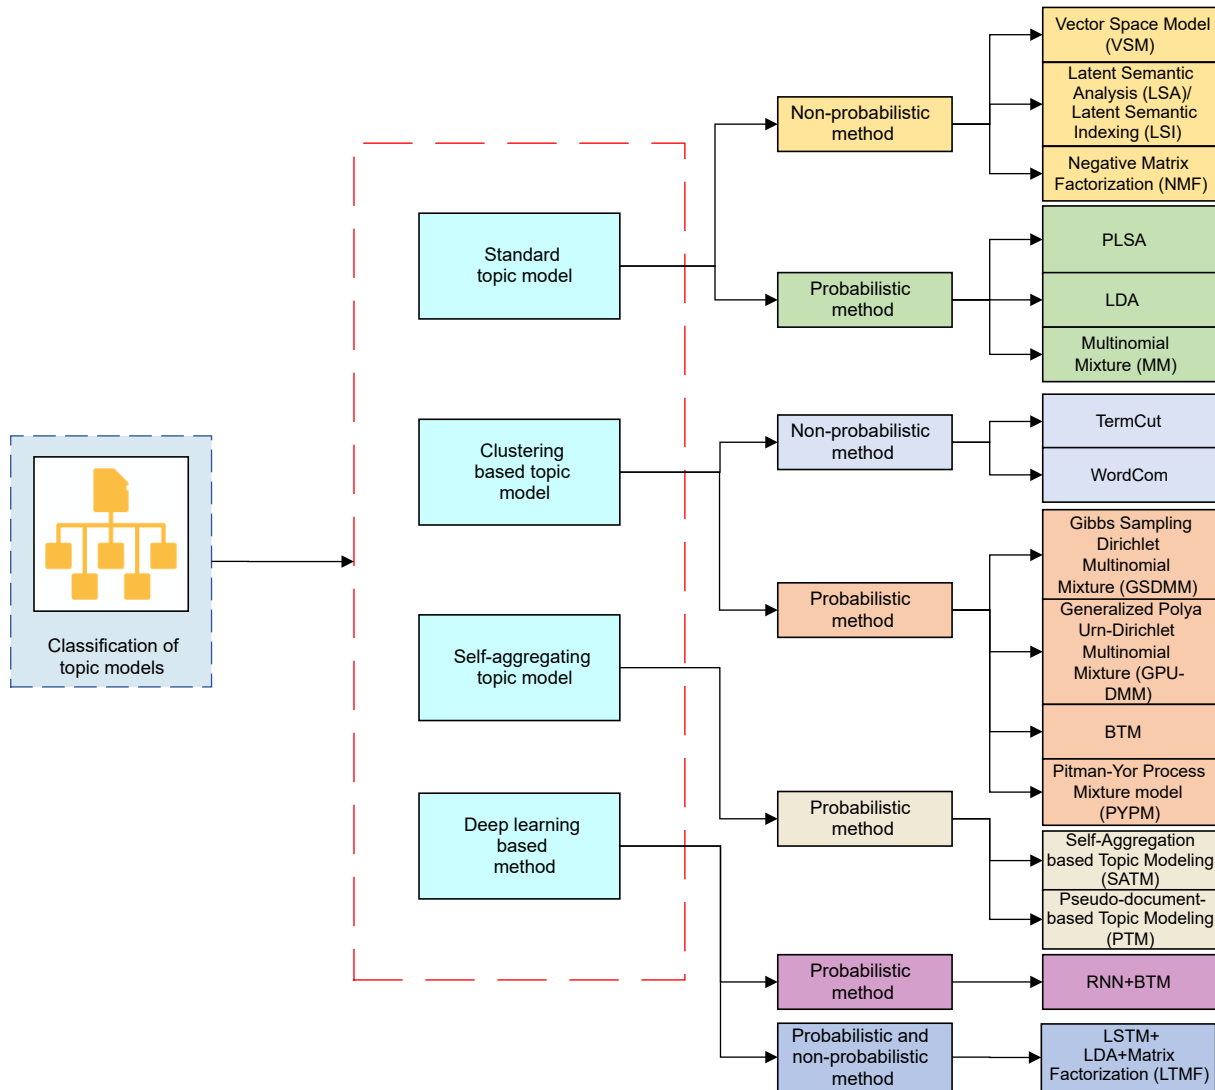 Classification of
topic models
Standard
topic model
Clustering
based topic
model
Self-aggregating
topic model
Deep learning
based
method
Non-probabilistic
method
Probabilistic
method
Non-probabilistic
method
Probabilistic
method
Probabilistic
method
Probabilistic
method
Probabilistic and
non-probabilistic
method
Vector Space Model
(VSM)
Latent Semantic
Analysis (LSA)/
Latent Semantic
Indexing (LSI)
Negative Matrix
Factorization (NMF)
PLSA
LDA
Multinomial
Mixture (MM)
TermCut
WordCom
Gibbs Sampling
Dirichlet
Multinomial
Mixture (GSDMM)
Generalized Polya
Urn-Dirichlet
Multinomial
Mixture (GPU-
DMM)
BTM
Pitman-Yor Process
Mixture model
(PYPM)
Self-Aggregation
based Topic Modeling
(SATM)
Pseudo-document-
based Topic Modeling
(PTM)
RNN+BTM
LSTM+
LDA+Matrix
Factorization (LTMF)